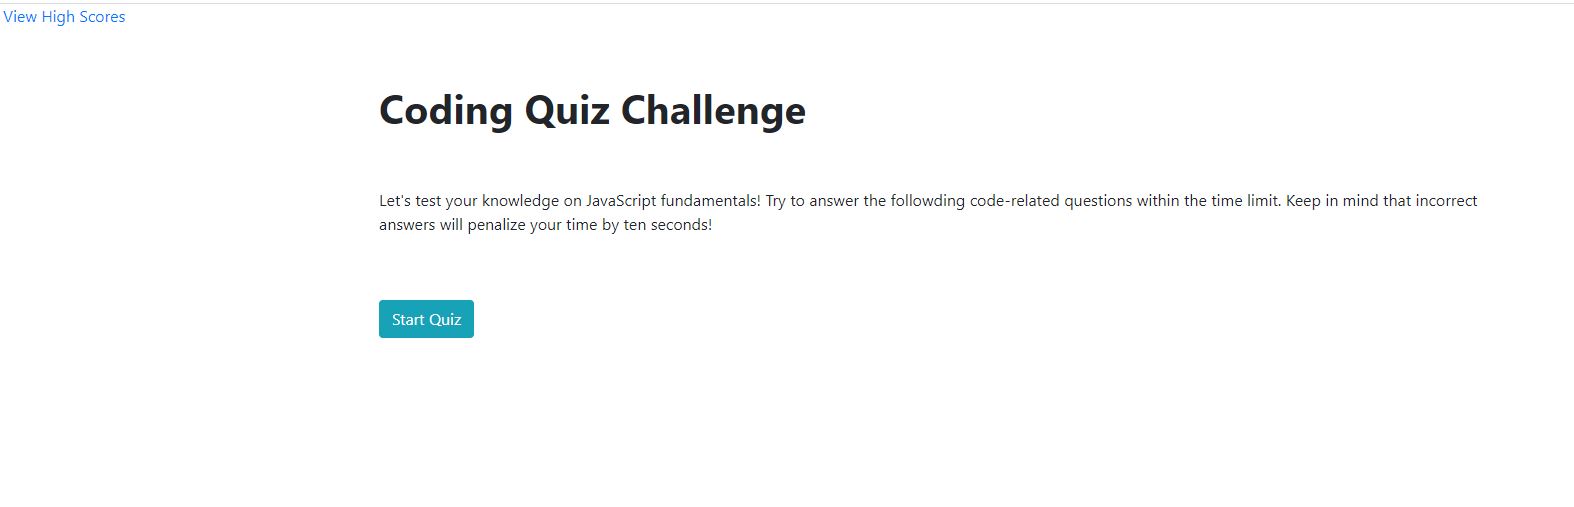 View High Scores
Coding Quiz Challenge
Let's test your knowledge on JavaScript fundamentals! Try to answer the followding code-related questions within the time limit. Keep in mind that incorrect
answers will penalize your time by ten seconds!
Start Quiz